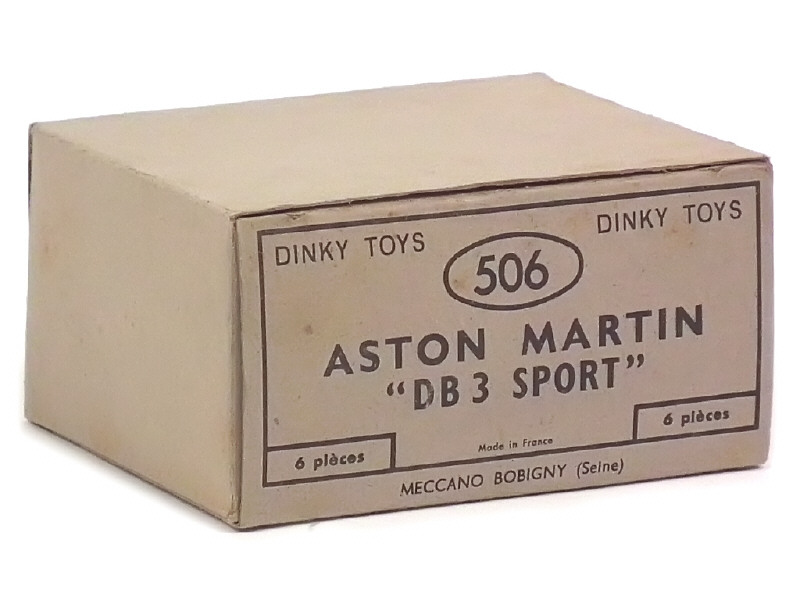 DINKY TOYS
DINKY TOYS
506
ASTON MARTIN
“DB 3 SPORT”
6 pièces
Made in France
6 pièces
MECCANO BOBIGNY (Seine)